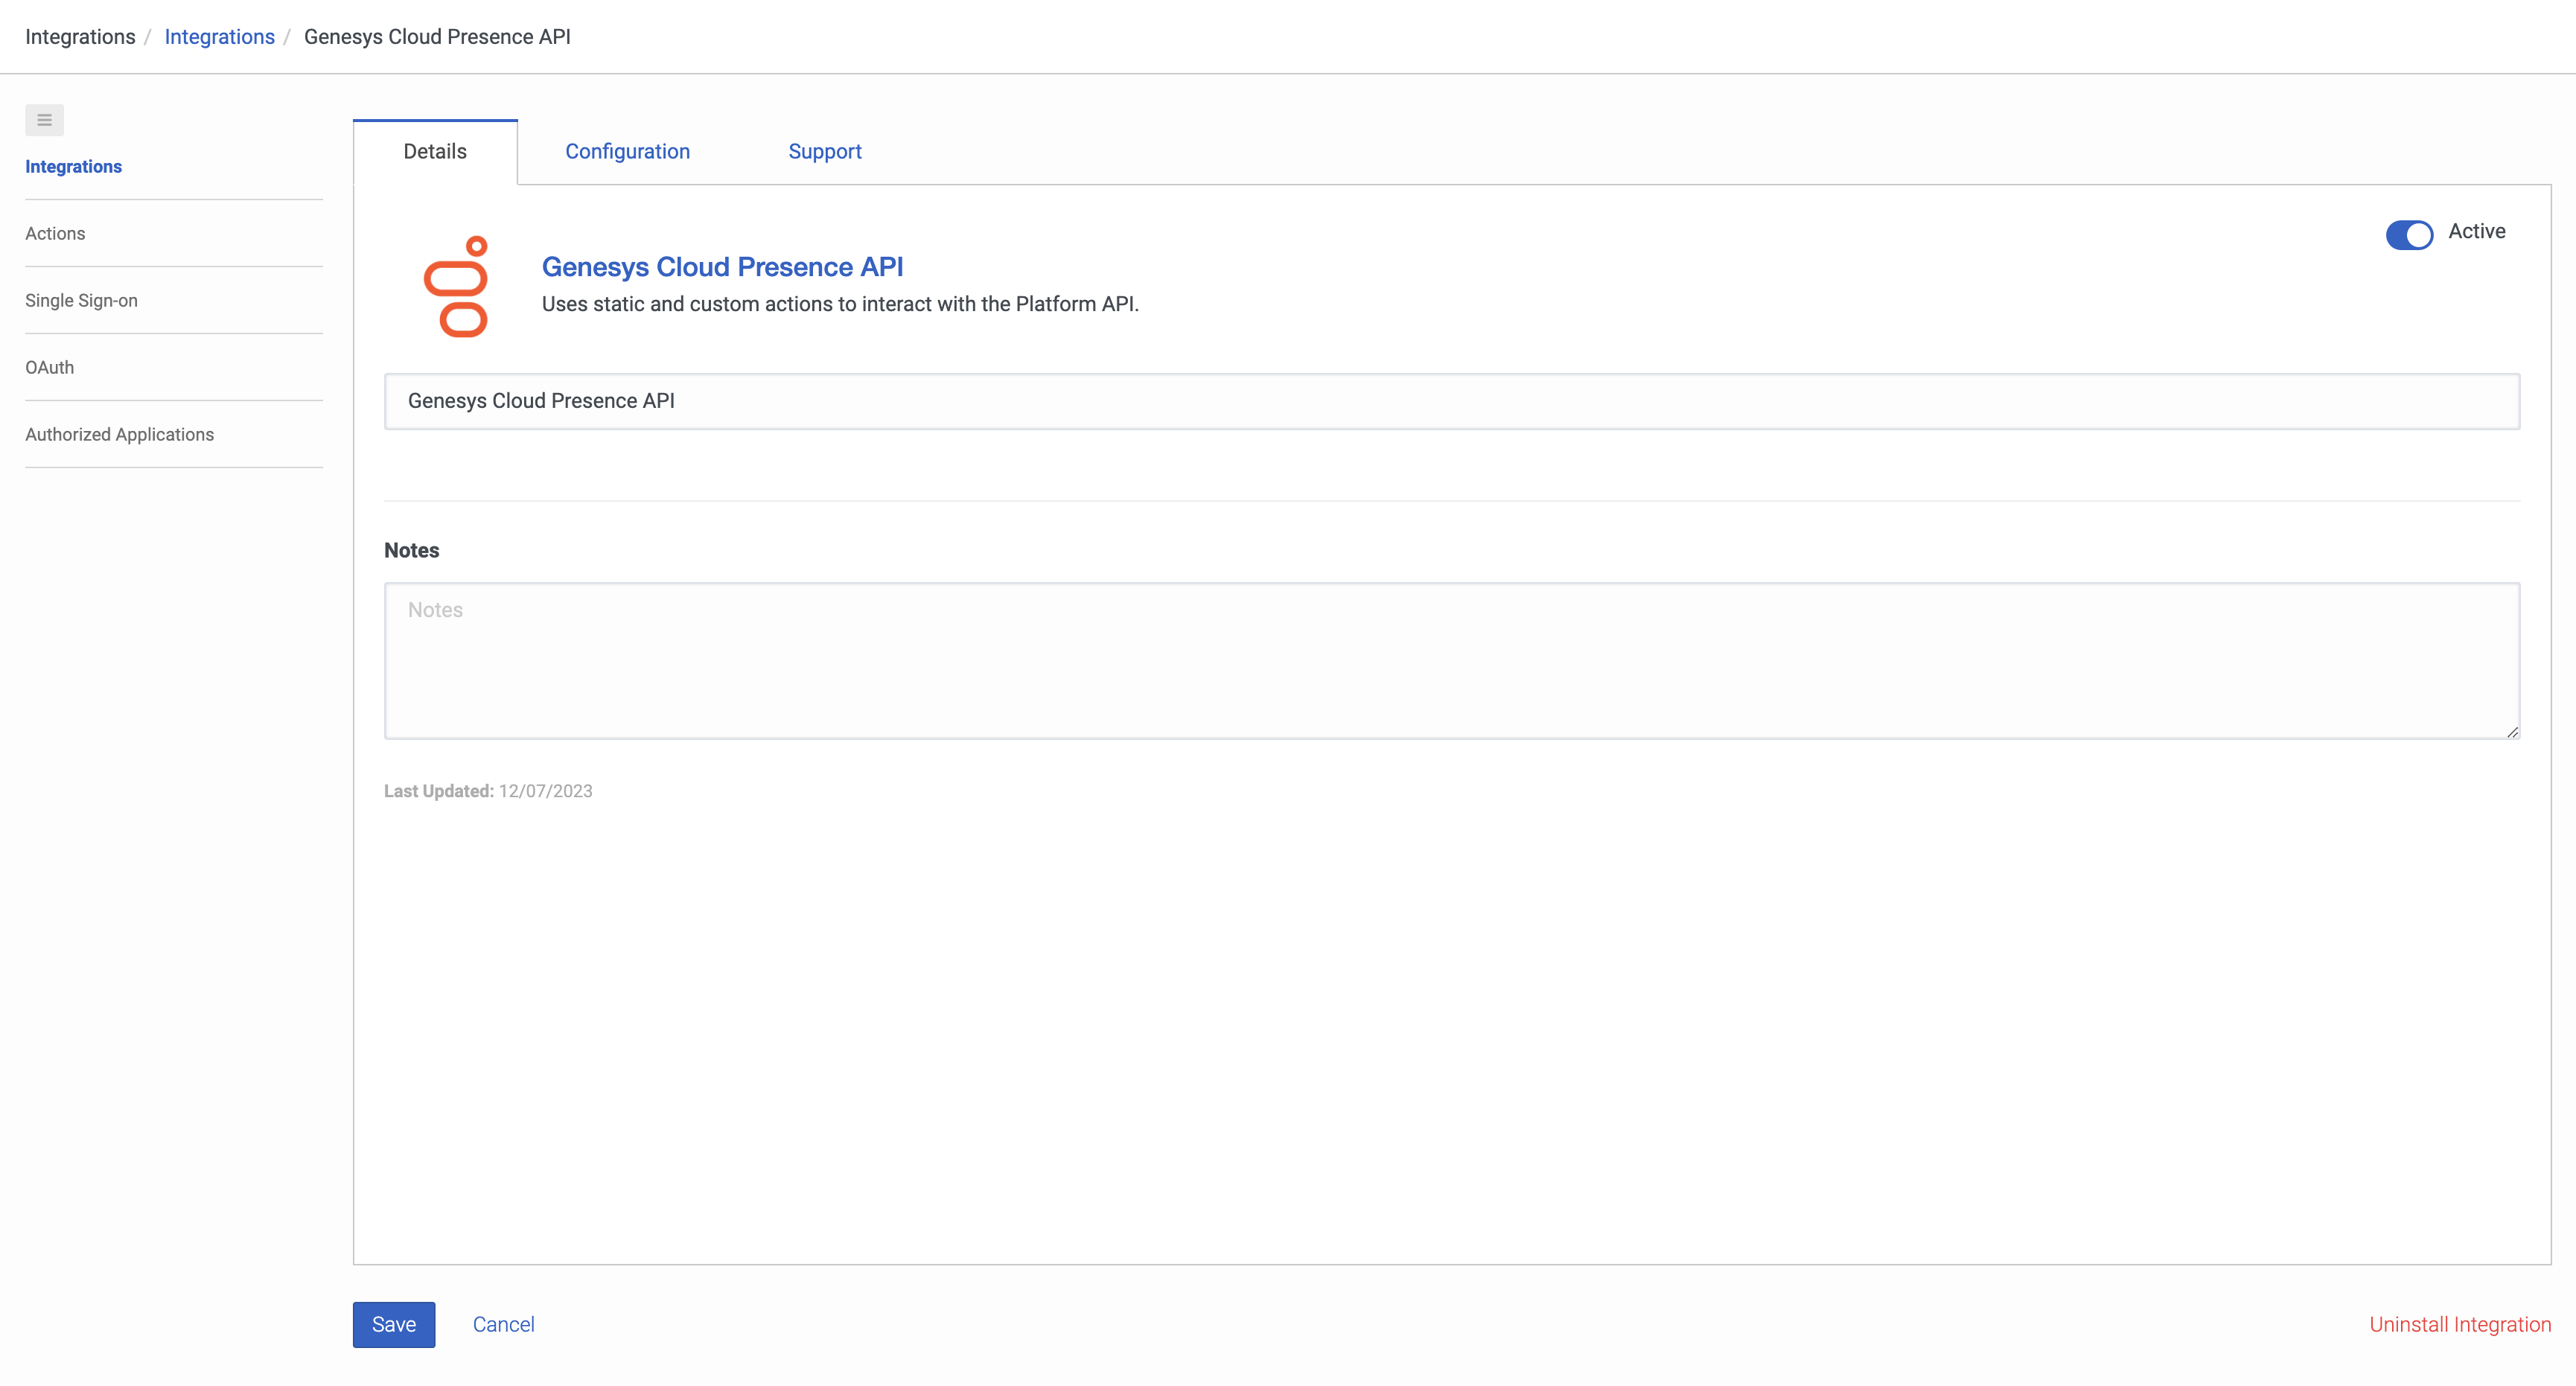 Integrations / Integrations / Genesys Cloud Presence API
Integrations
Actions
Single Sign-on
OAuth
Authorized Applications
Details
Configuration
Support
Active
Genesys Cloud Presence API
Uses static and custom actions to interact with the Platform API.
Genesys Cloud Presence API
Notes
Notes
Last Updated: 12/07/2023
Save
Cancel
Uninstall Integration